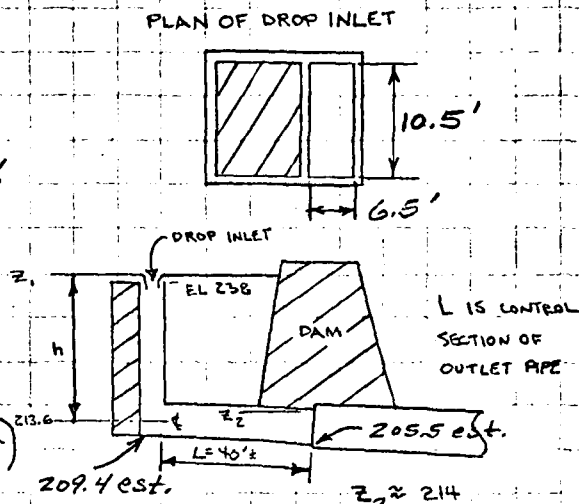 PLAN OF DROP INLET
10.5'
6.5'
DROP INLET
Z₁
EL 238
h
DAM
L IS CONTROL
SECTION OF
OUTLET PIPE
213.6
℄
Z₂
205.5 est.
L=40'±
209.4 est.
Z₂ ≈ 214